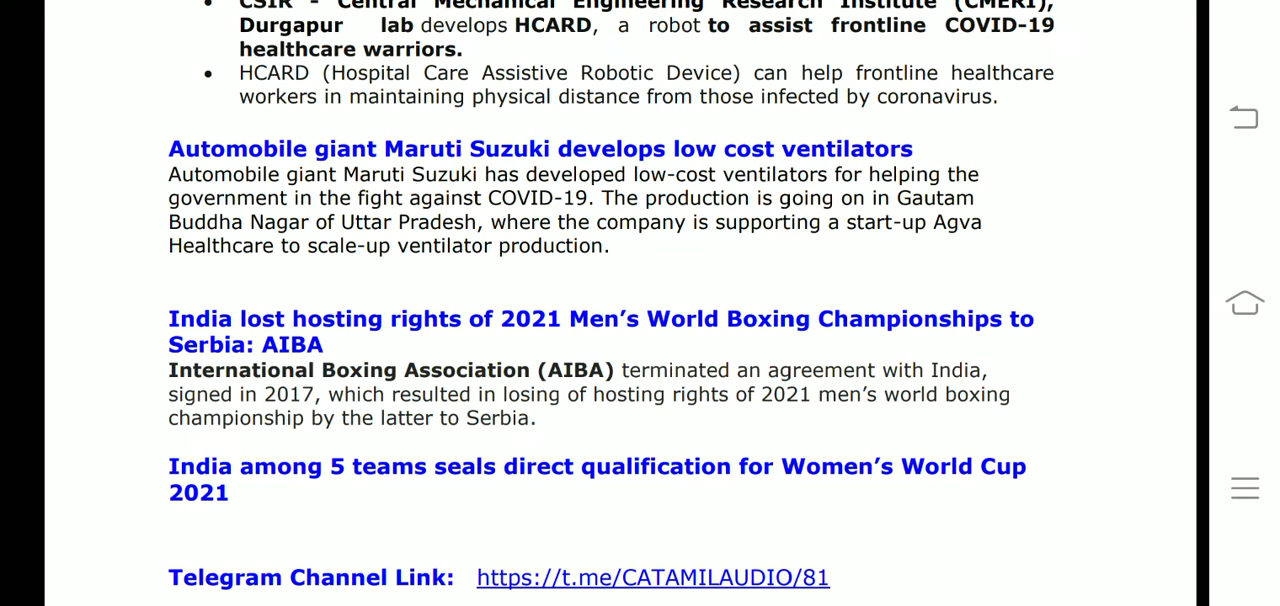 CSIR - Central Mechanical Engineering Research Institute (CMERI),
Durgapur lab develops HCARD, a robot to assist frontline COVID-19
healthcare warriors.
HCARD (Hospital Care Assistive Robotic Device) can help frontline healthcare
workers in maintaining physical distance from those infected by coronavirus.
Automobile giant Maruti Suzuki develops low cost ventilators
Automobile giant Maruti Suzuki has developed low-cost ventilators for helping the
government in the fight against COVID-19. The production is going on in Gautam
Buddha Nagar of Uttar Pradesh, where the company is supporting a start-up Agva
Healthcare to scale-up ventilator production.
India lost hosting rights of 2021 Men's World Boxing Championships to
Serbia: AIBA
International Boxing Association (AIBA) terminated an agreement with India,
signed in 2017, which resulted in losing of hosting rights of 2021 men's world boxing
championship by the latter to Serbia.
India among 5 teams seals direct qualification for Women's World Cup
2021
Telegram Channel Link: https://t.me/CATAMILAUDIO/81